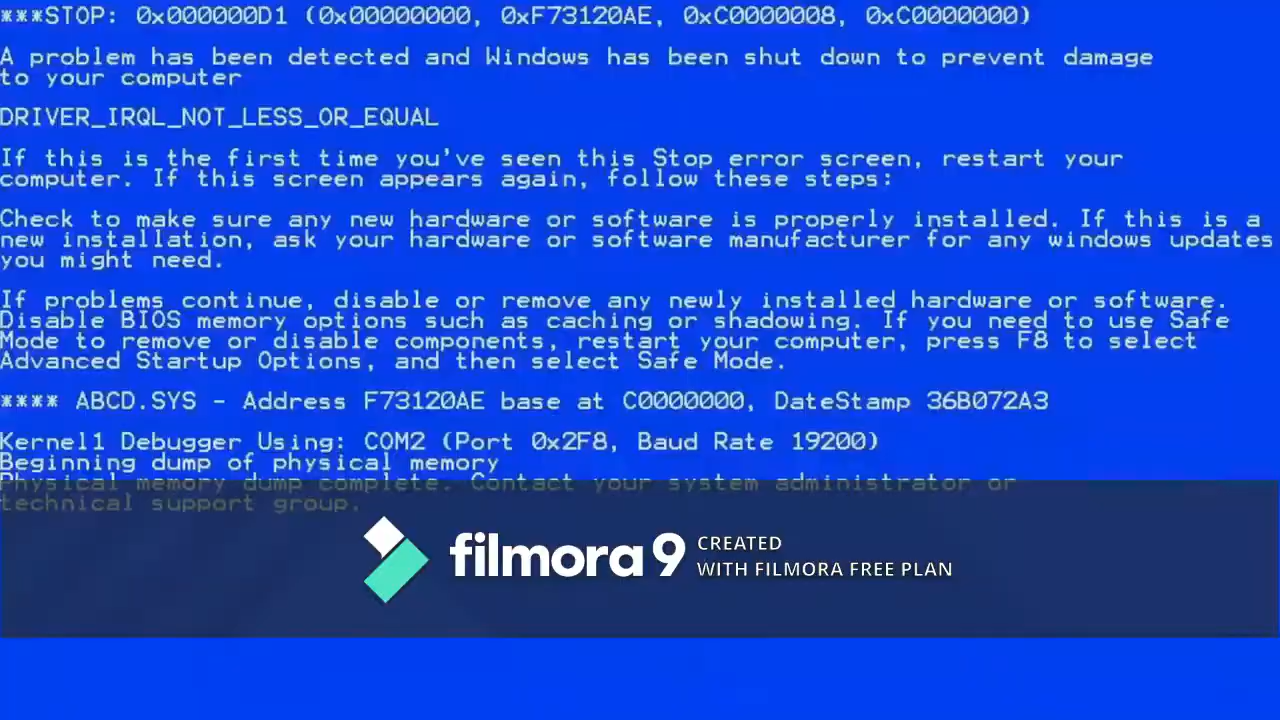 ***STOP: 0x000000D1 (0x00000000, 0xF73120AE, 0xC0000008, 0xC0000000)
A problem has been detected and Windows has been shut down to prevent damage
to your computer
DRIVER_IRQL_NOT_LESS_OR_EQUAL
If this is the first time you've seen this Stop error screen, restart your
computer. If this screen appears again, follow these steps:
Check to make sure any new hardware or software is properly installed. If this is a
new installation, ask your hardware or software manufacturer for any windows updates
you might need.
If problems continue, disable or remove any newly installed hardware or software.
Disable BIOS memory options such as caching or shadowing. If you need to use Safe
Mode to remove or disable components, restart your computer, press F8 to select
Advanced Startup Options, and then select Safe Mode.
**** ABCD.SYS - Address F73120AE base at C0000000, DateStamp 36B072A3
Kernel1 Debugger Using: COM2 (Port 0x2F8, Baud Rate 19200)
Beginning dump of physical memory
Physical memory dump complete. Contact your system administrator or
technical support group.
filmora 9
CREATED
WITH FILMORA FREE PLAN